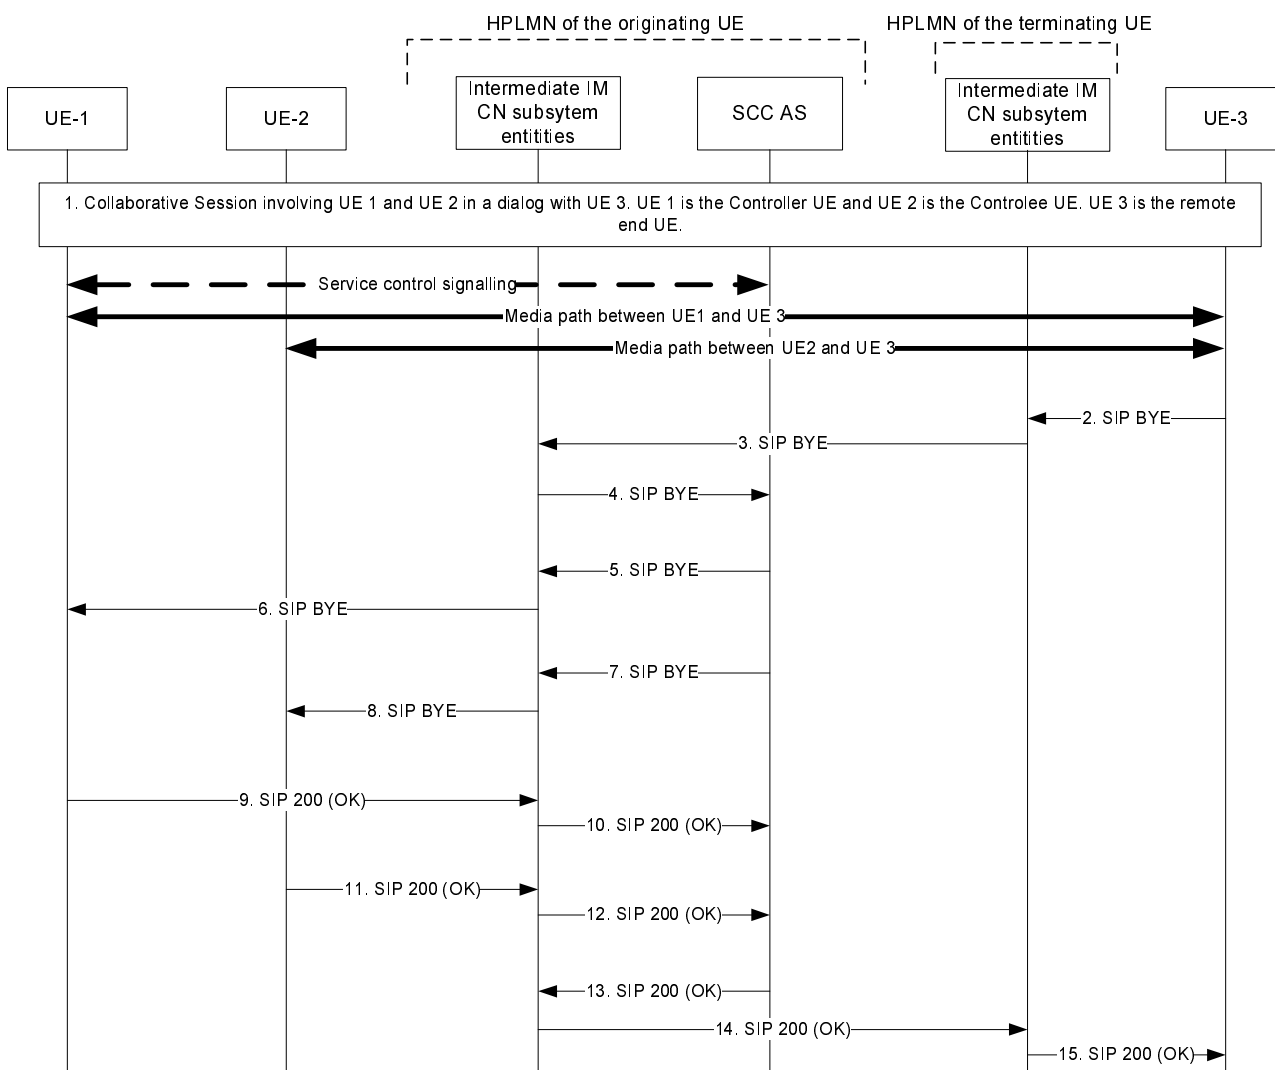 HPLMN of the originating UE
HPLMN of the terminating UE
UE-1
UE-2
Intermediate IM
CN subsytem
entitities
SCC AS
Intermediate IM
CN subsytem
entitities
UE-3
1. Collaborative Session involving UE 1 and UE 2 in a dialog with UE 3. UE 1 is the Controller UE and UE 2 is the Controlee UE. UE 3 is the remote
end UE.
Service control signalling
Media path between UE1 and UE 3
Media path between UE2 and UE 3
2. SIP BYE
3. SIP BYE
4. SIP BYE
5. SIP BYE
6. SIP BYE
7. SIP BYE
8. SIP BYE
9. SIP 200 (OK)
10. SIP 200 (OK)
11. SIP 200 (OK)
12. SIP 200 (OK)
13. SIP 200 (OK)
14. SIP 200 (OK)
15. SIP 200 (OK)